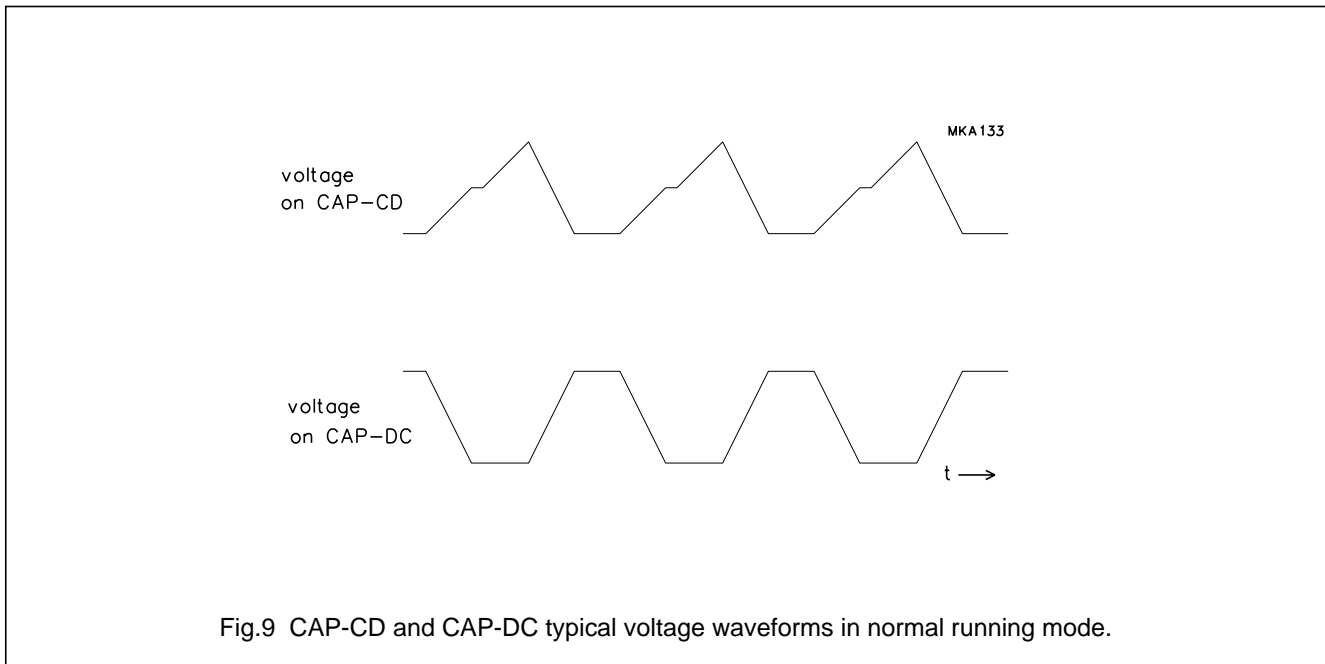 MKA133
voltage
on CAP-CD
voltage
on CAP-DC
t
Fig.9 CAP-CD and CAP-DC typical voltage waveforms in normal running mode.